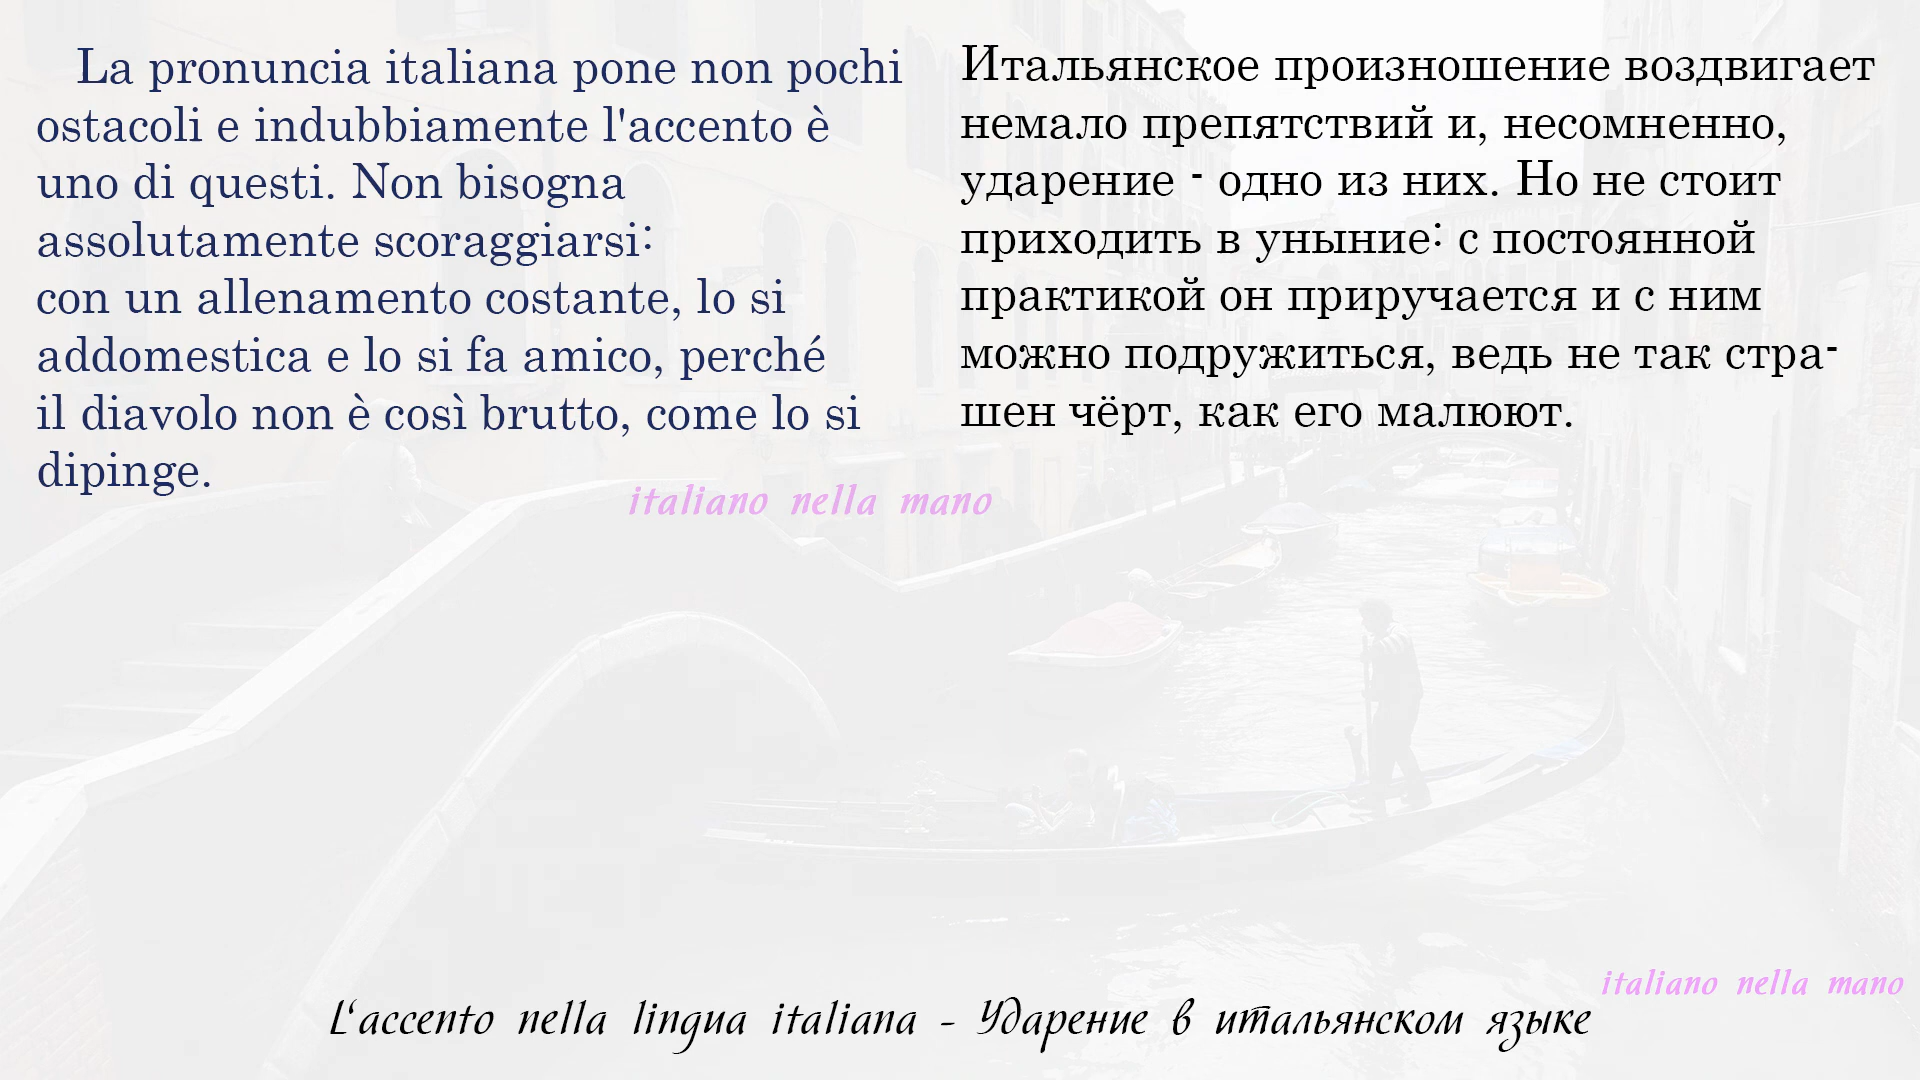 La pronuncia italiana pone non pochi
ostacoli e indubbiamente l'accento è
uno di questi. Non bisogna
assolutamente scoraggiarsi:
con un allenamento costante, lo si
addomestica e lo si fa amico, perché
il diavolo non è così brutto, come lo si
dipinge.
Итальянское произношение воздвигает
немало препятствий и, несомненно,
ударение - одно из них. Но не стоит
приходить в уныние: с постоянной
практикой он приручается и с ним
можно подружиться, ведь не так стра-
шен чёрт, как его малюют.
italiano nella mano
italiano nella mano
L'accento nella lingua italiana - Ударение в итальянском языке